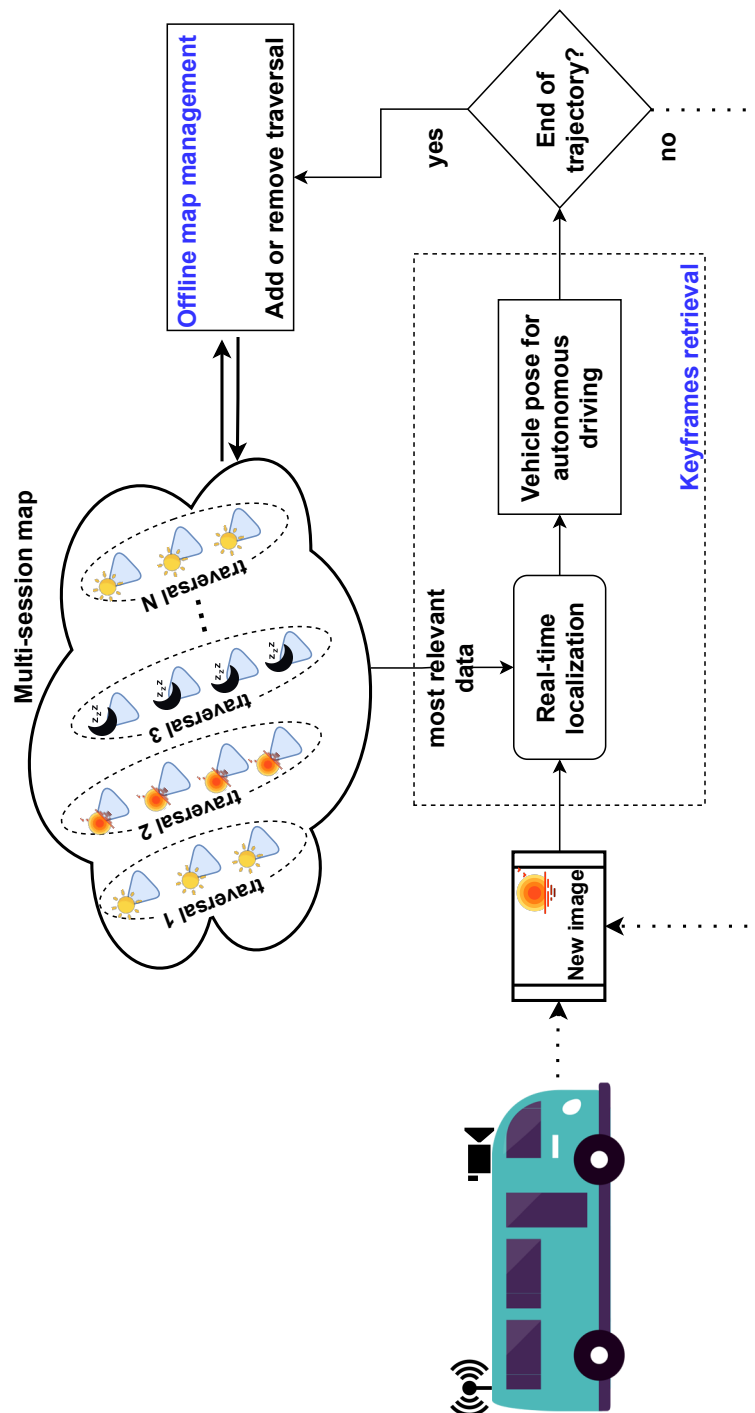 Multi-session map
traversal 1
traversal 2
traversal 3
traversal N
z z z
z z z
z z z
z z z
Offline map management
Add or remove traversal
most relevant
data
New image
Real-time
localization
Vehicle pose for
autonomous
driving
Keyframes retrieval
End of
trajectory?
yes
no